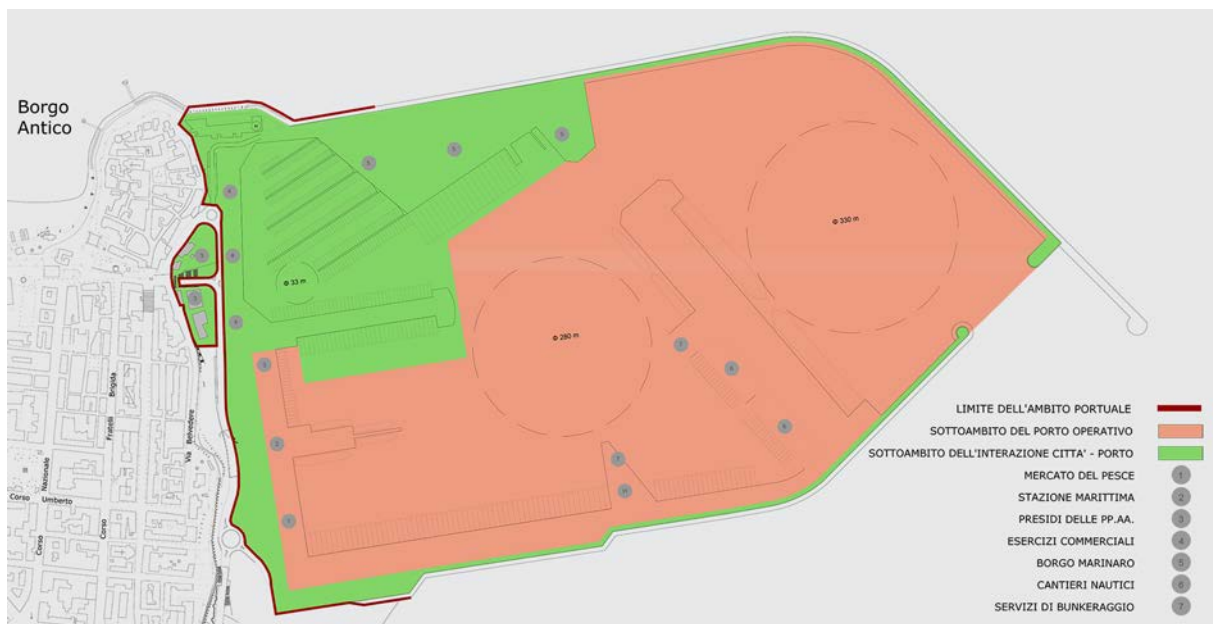 Borgo
Antico
Φ 330 m
Φ 33 m
Φ 280 m
Brigida
Fratelli
Via Belvedere
Nazionale
Corso
Umberto
Corso
Corso
LIMITE DELL'AMBITO PORTUALE
SOTTOAMBITO DEL PORTO OPERATIVO
SOTTOAMBITO DELL'INTERAZIONE CITTA' - PORTO
MERCATO DEL PESCE 1
STAZIONE MARITTIMA 2
PRESIDI DELLE PP.AA. 3
ESERCIZI COMMERCIALI 4
BORGO MARINARO 5
CANTIERI NAUTICI 6
SERVIZI DI BUNKERAGGIO 7